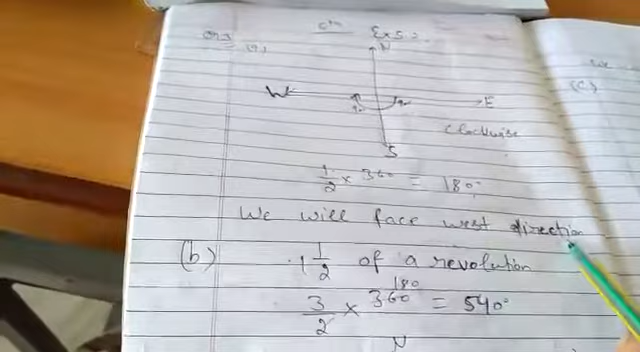 Ex 5.2
(a)
N
W E
90 90
Clockwise
S
1/2 × 360 = 180°
We will face west direction
(b) 1 1/2 of a revolution
180
3/2 × 360 = 540°
N
(c)